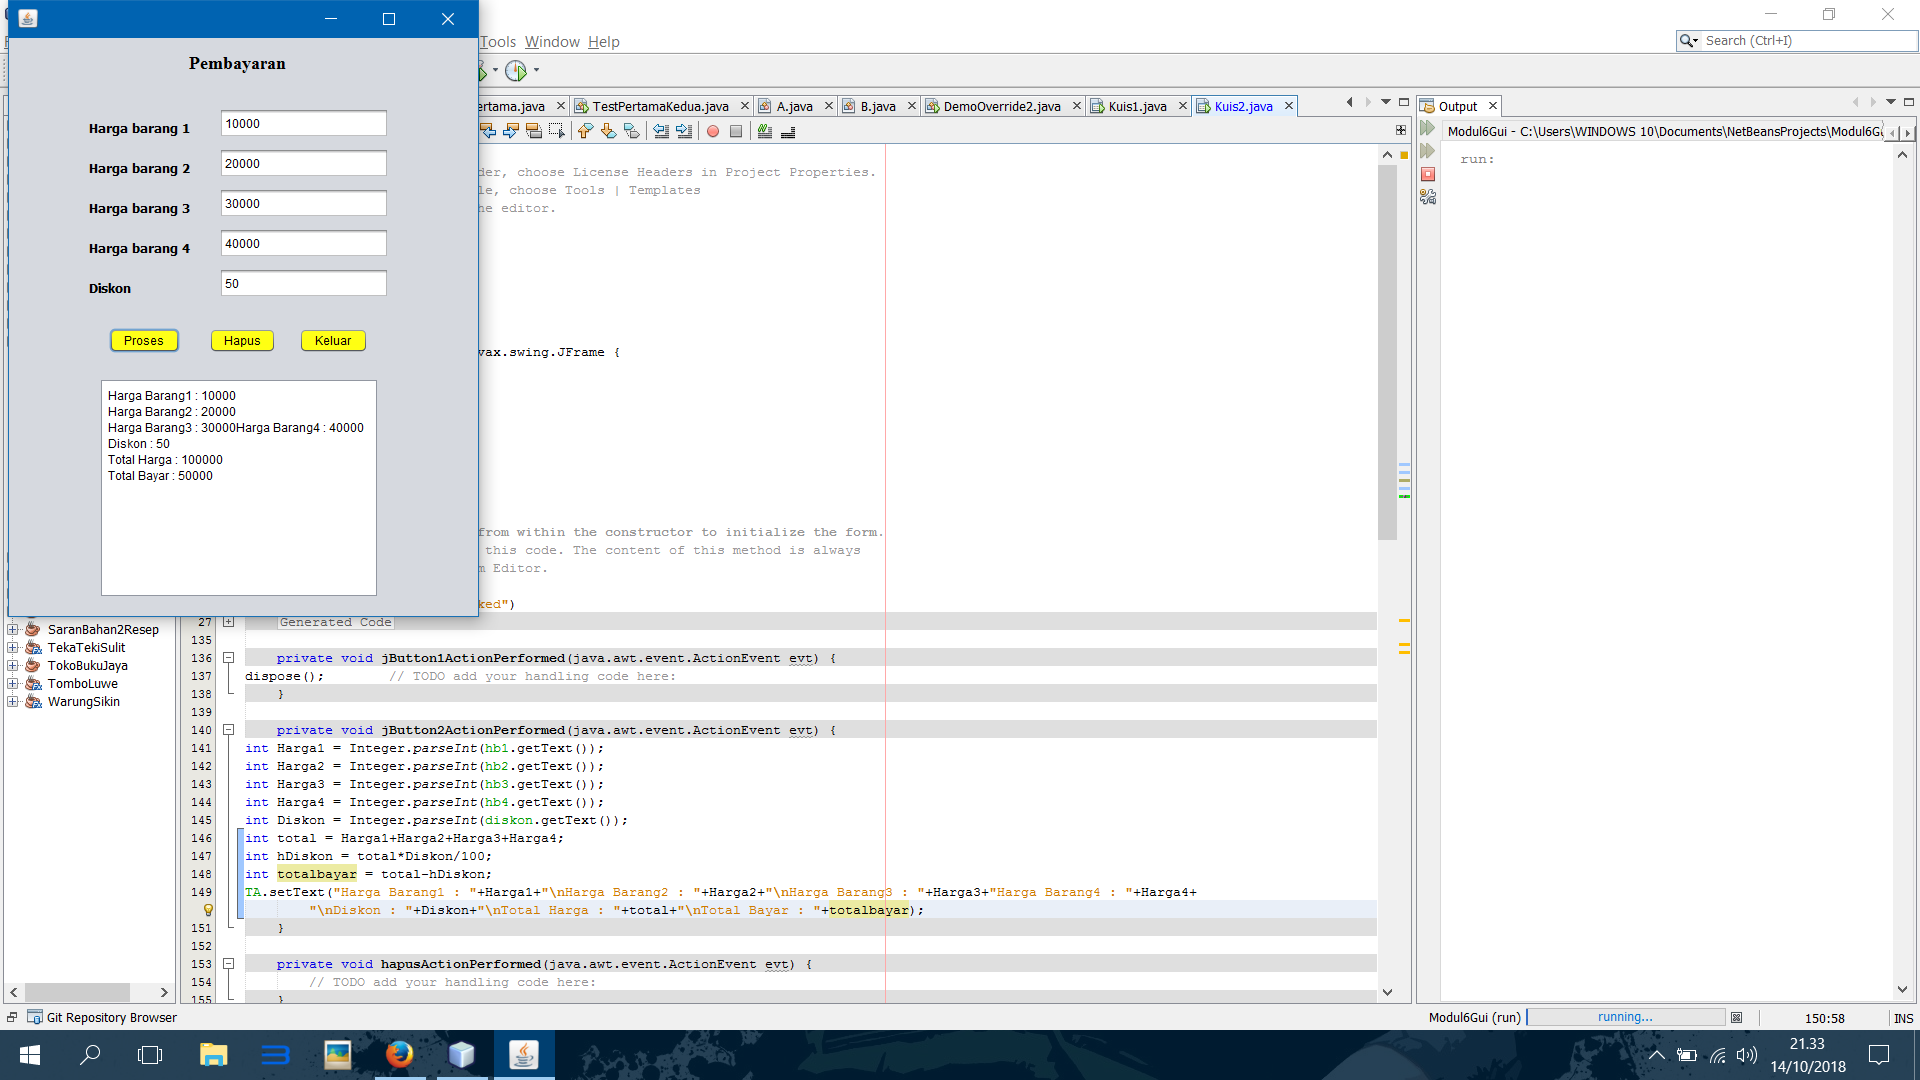 Pembayaran
Harga barang 1 10000
Harga barang 2 20000
Harga barang 3 30000
Harga barang 4 40000
Diskon 50
Proses Hapus Keluar
Harga Barang1 : 10000
Harga Barang2 : 20000
Harga Barang3 : 30000Harga Barang4 : 40000
Diskon : 50
Total Harga : 100000
Total Bayar : 50000
Tools Window Help
Search (Ctrl+I)
ertama.java TestPertamaKedua.java A.java B.java DemoOverride2.java Kuis1.java Kuis2.java
der, choose License Headers in Project Properties.
le, choose Tools | Templates
he editor.
vax.swing.JFrame {
from within the constructor to initialize the form.
this code. The content of this method is always
m Editor.
ked")
27 Generated Code
135
136 private void jButton1ActionPerformed(java.awt.event.ActionEvent evt) {
137 dispose(); // TODO add your handling code here:
138 }
139
140 private void jButton2ActionPerformed(java.awt.event.ActionEvent evt) {
141 int Harga1 = Integer.parseInt(hb1.getText());
142 int Harga2 = Integer.parseInt(hb2.getText());
143 int Harga3 = Integer.parseInt(hb3.getText());
144 int Harga4 = Integer.parseInt(hb4.getText());
145 int Diskon = Integer.parseInt(diskon.getText());
146 int total = Harga1+Harga2+Harga3+Harga4;
147 int hDiskon = total*Diskon/100;
148 int totalbayar = total-hDiskon;
149 TA.setText("Harga Barang1 : "+Harga1+"\nHarga Barang2 : "+Harga2+"\nHarga Barang3 : "+Harga3+"Harga Barang4 : "+Harga4+
"\nDiskon : "+Diskon+"\nTotal Harga : "+total+"\nTotal Bayar : "+totalbayar);
151 }
152
153 private void hapusActionPerformed(java.awt.event.ActionEvent evt) {
154 // TODO add your handling code here:
155 }
SaranBahan2Resep
TekaTekiSulit
TokoBukuJaya
TomboLuwe
WarungSikin
Output
Modul6Gui - C:\Users\WINDOWS 10\Documents\NetBeansProjects\Modul6Gu
run:
Git Repository Browser
Modul6Gui (run) running... 150:58 INS
21.33
14/10/2018